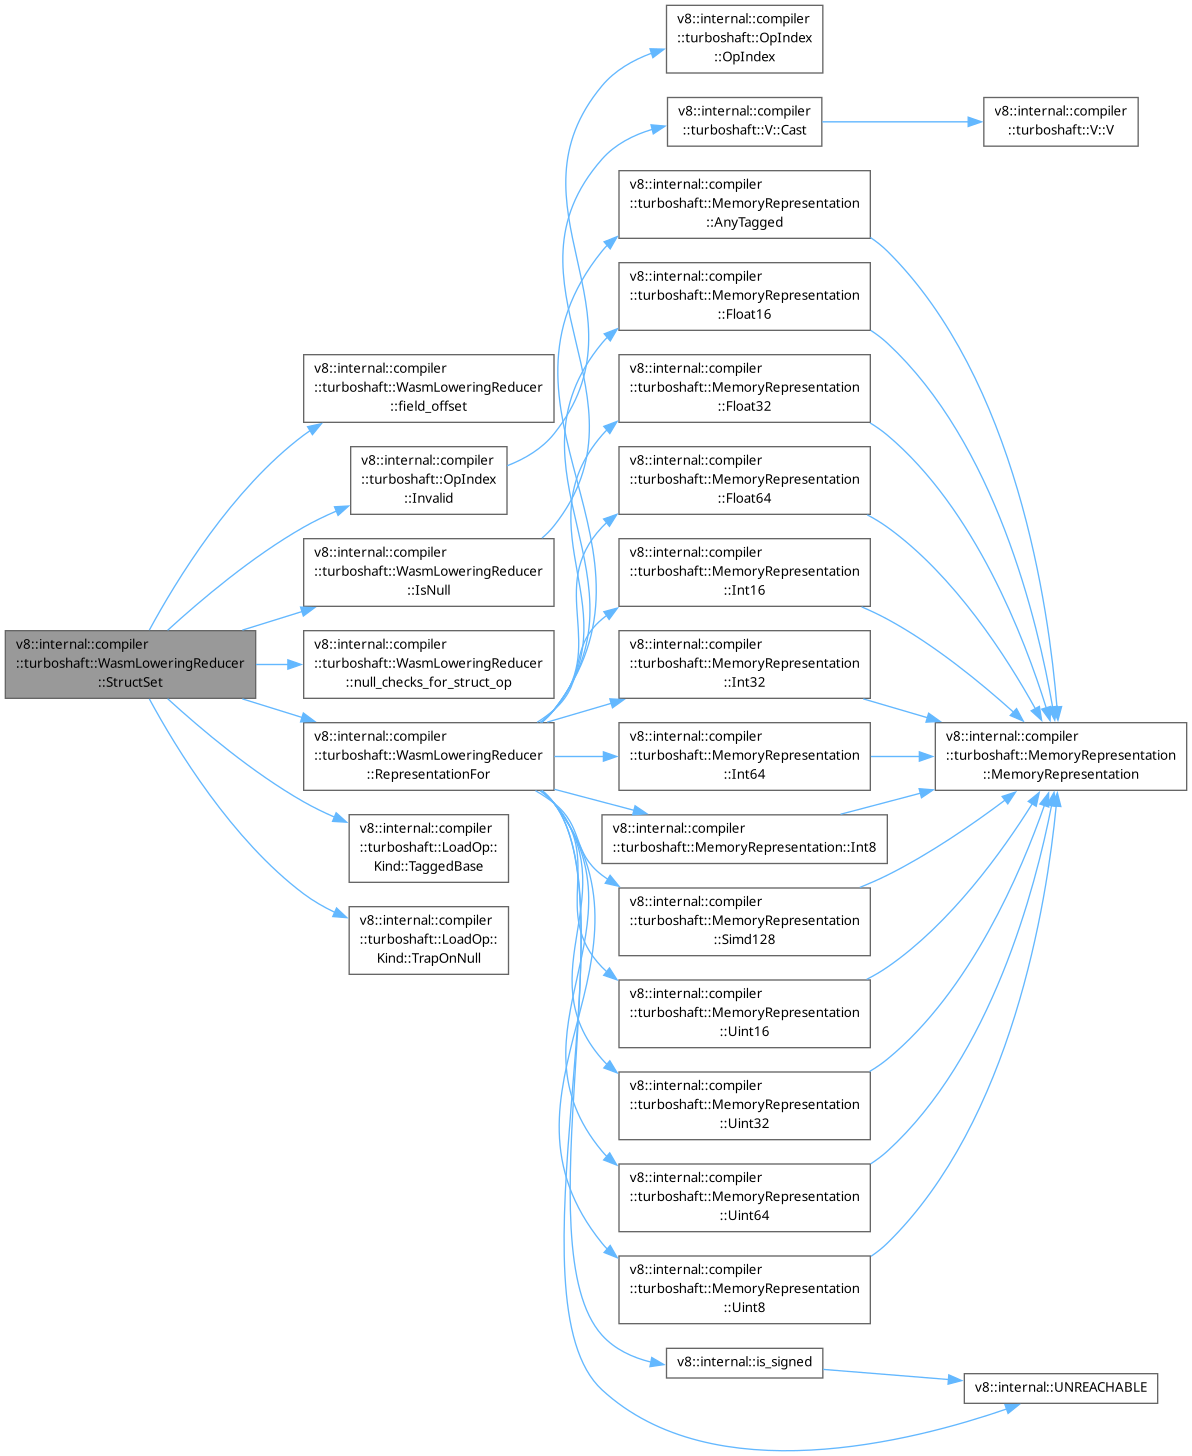 v8::internal::compiler
::turboshaft::OpIndex
::OpIndex
v8::internal::compiler
::turboshaft::V::Cast
v8::internal::compiler
::turboshaft::V::V
v8::internal::compiler
::turboshaft::MemoryRepresentation
::AnyTagged
v8::internal::compiler
::turboshaft::MemoryRepresentation
::Float16
v8::internal::compiler
::turboshaft::WasmLoweringReducer
::field_offset
v8::internal::compiler
::turboshaft::MemoryRepresentation
::Float32
v8::internal::compiler
::turboshaft::OpIndex
::Invalid
v8::internal::compiler
::turboshaft::MemoryRepresentation
::Float64
v8::internal::compiler
::turboshaft::WasmLoweringReducer
::IsNull
v8::internal::compiler
::turboshaft::MemoryRepresentation
::Int16
v8::internal::compiler
::turboshaft::WasmLoweringReducer
::StructSet
v8::internal::compiler
::turboshaft::WasmLoweringReducer
::null_checks_for_struct_op
v8::internal::compiler
::turboshaft::MemoryRepresentation
::Int32
v8::internal::compiler
::turboshaft::WasmLoweringReducer
::RepresentationFor
v8::internal::compiler
::turboshaft::MemoryRepresentation
::Int64
v8::internal::compiler
::turboshaft::MemoryRepresentation
::MemoryRepresentation
v8::internal::compiler
::turboshaft::LoadOp::
Kind::TaggedBase
v8::internal::compiler
::turboshaft::MemoryRepresentation::Int8
v8::internal::compiler
::turboshaft::LoadOp::
Kind::TrapOnNull
v8::internal::compiler
::turboshaft::MemoryRepresentation
::Simd128
v8::internal::compiler
::turboshaft::MemoryRepresentation
::Uint16
v8::internal::compiler
::turboshaft::MemoryRepresentation
::Uint32
v8::internal::compiler
::turboshaft::MemoryRepresentation
::Uint64
v8::internal::compiler
::turboshaft::MemoryRepresentation
::Uint8
v8::internal::is_signed
v8::internal::UNREACHABLE